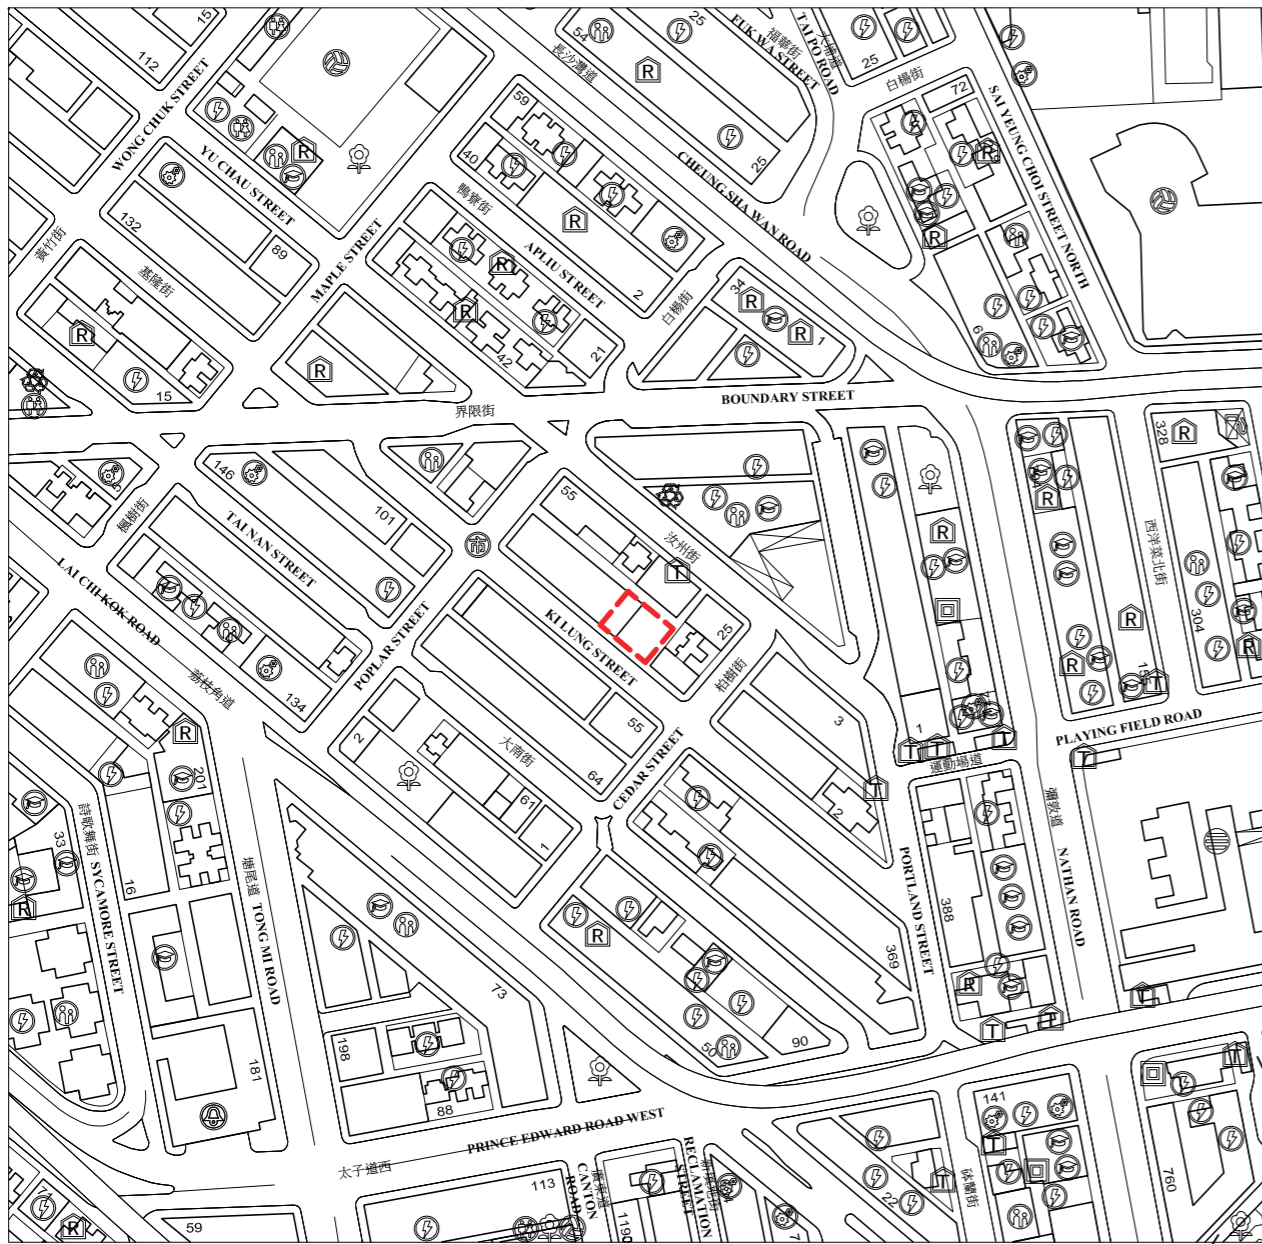 15
112
WONG CHUK STREET
YU CHAU STREET
54
長沙灣道
25
福華街
FUK WA STREET
大埔道
TAI PO ROAD
25
白楊街
72
SAI YEUNG CHOI STREET NORTH
R
59
40
25
CHEUNG SHA WAN ROAD
132
89
黃竹街
基隆街
MAPLE STREET
鴨寮街
APLIU STREET
2
白楊街
34
1
6
R
R
R
R
R
R
R
R
R
42
21
15
界限街
BOUNDARY STREET
146
101
楓樹街
TAI NAN STREET
市
55
汝州街
T
328
R
R
R
西洋菜北街
304
R
R
R
LAI CHI KOK ROAD
荔枝角道
134
POPLAR STREET
KI LUNG STREET
25
柏樹街
55
64
大南街
61
1
2
CEDAR STREET
3
2
1
運動場道
PLAYING FIELD ROAD
T
T
T
T
T
T
R
201
詩歌舞街
33
16
SYCAMORE STREET
塘尾道
TONG MI ROAD
彌敦道
NATHAN ROAD
PORTLAND STREET
388
369
R
R
R
73
50
90
T
T
T
T
198
88
181
PRINCE EDWARD ROAD WEST
太子道西
141
T
T
113
CANTON ROAD
RECLAMATION STREET
1190
22
砵蘭街
760
59
71
R
7